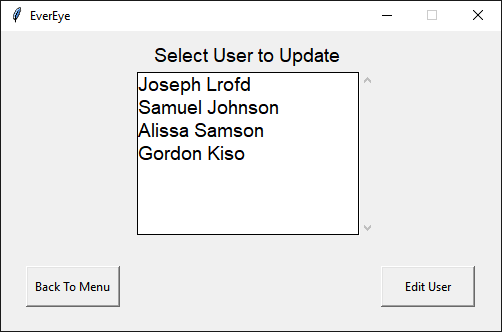 EverEye
Select User to Update
Joseph Lrofd
Samuel Johnson
Alissa Samson
Gordon Kiso
Back To Menu
Edit User